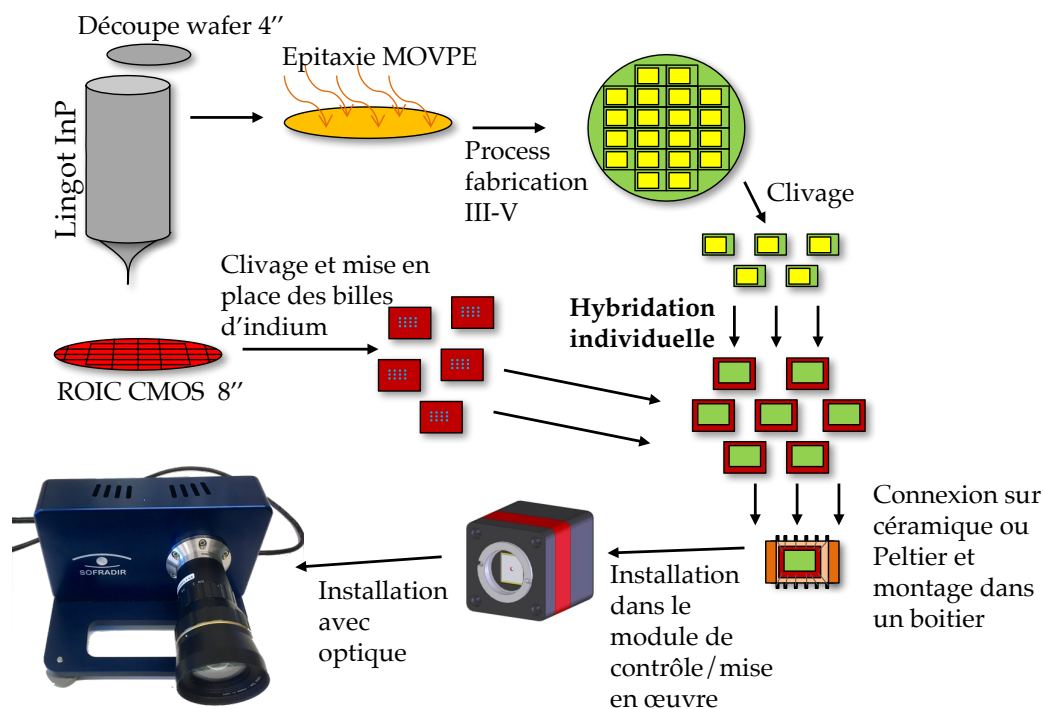 Découpe wafer 4’’
Epitaxie MOVPE
Lingot InP
Process
fabrication
III-V
Clivage
Clivage et mise en
place des billes
d’indium
Hybridation
individuelle
ROIC CMOS 8’’
Connexion sur
céramique ou
Peltier et
montage dans
un boitier
Installation
dans le
module de
contrôle/mise
en œuvre
Installation
avec
optique
SOFRADIR